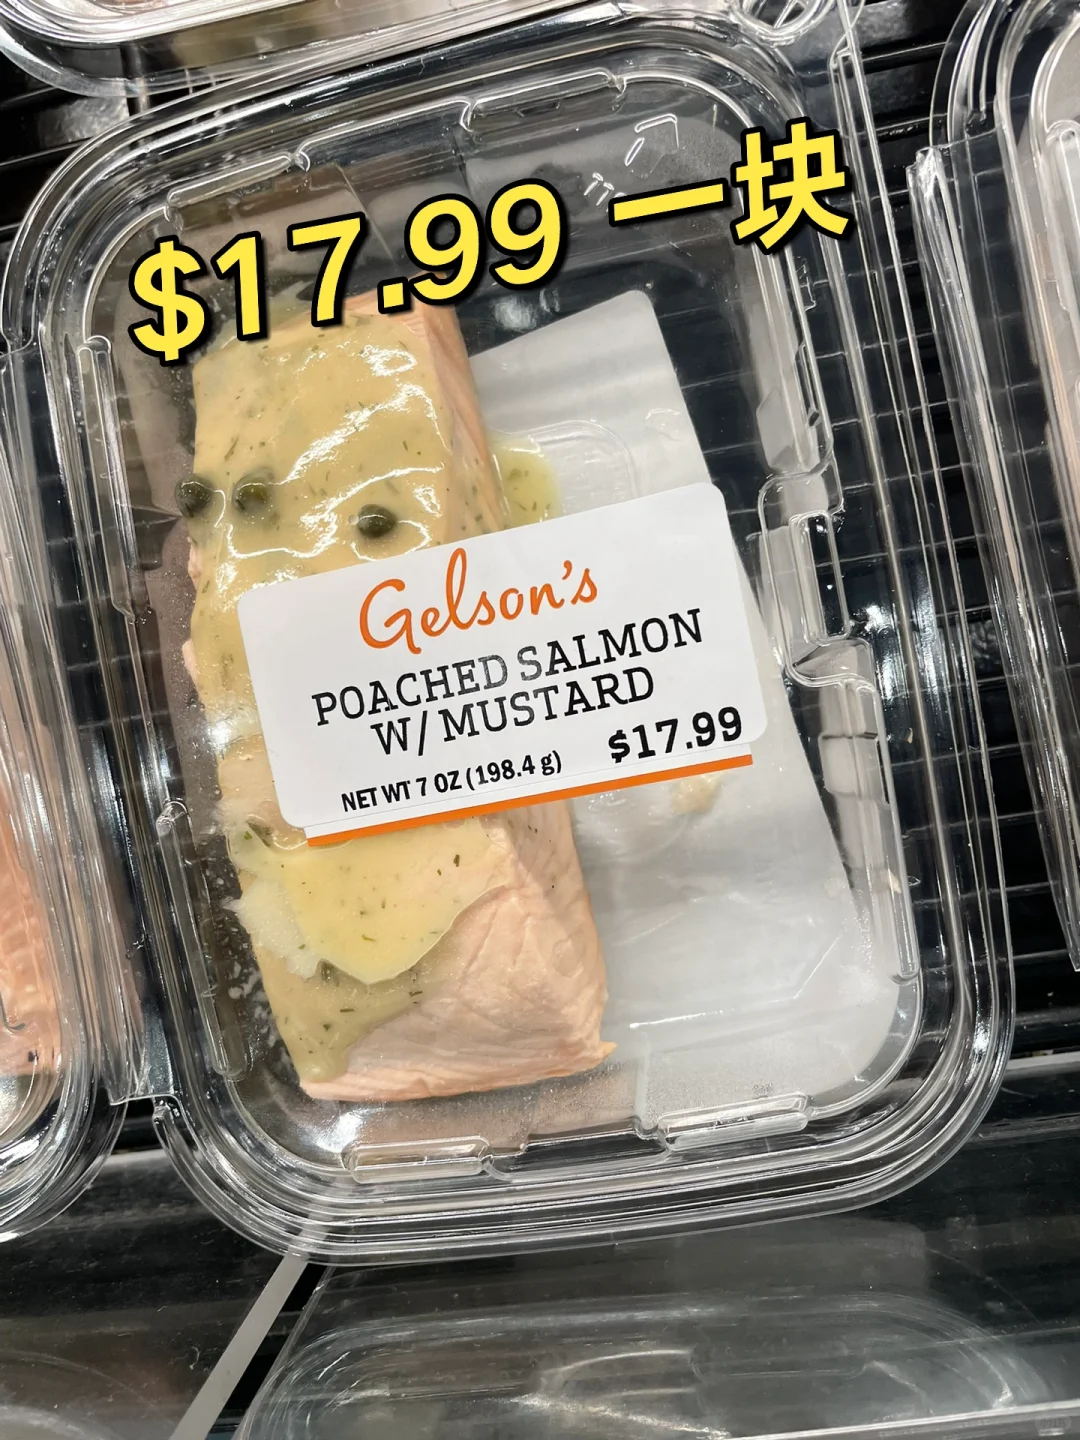 $17.99 一块
Gelson's
POACHED SALMON
W/ MUSTARD
NET WT 7 OZ (198.4 g) $17.99